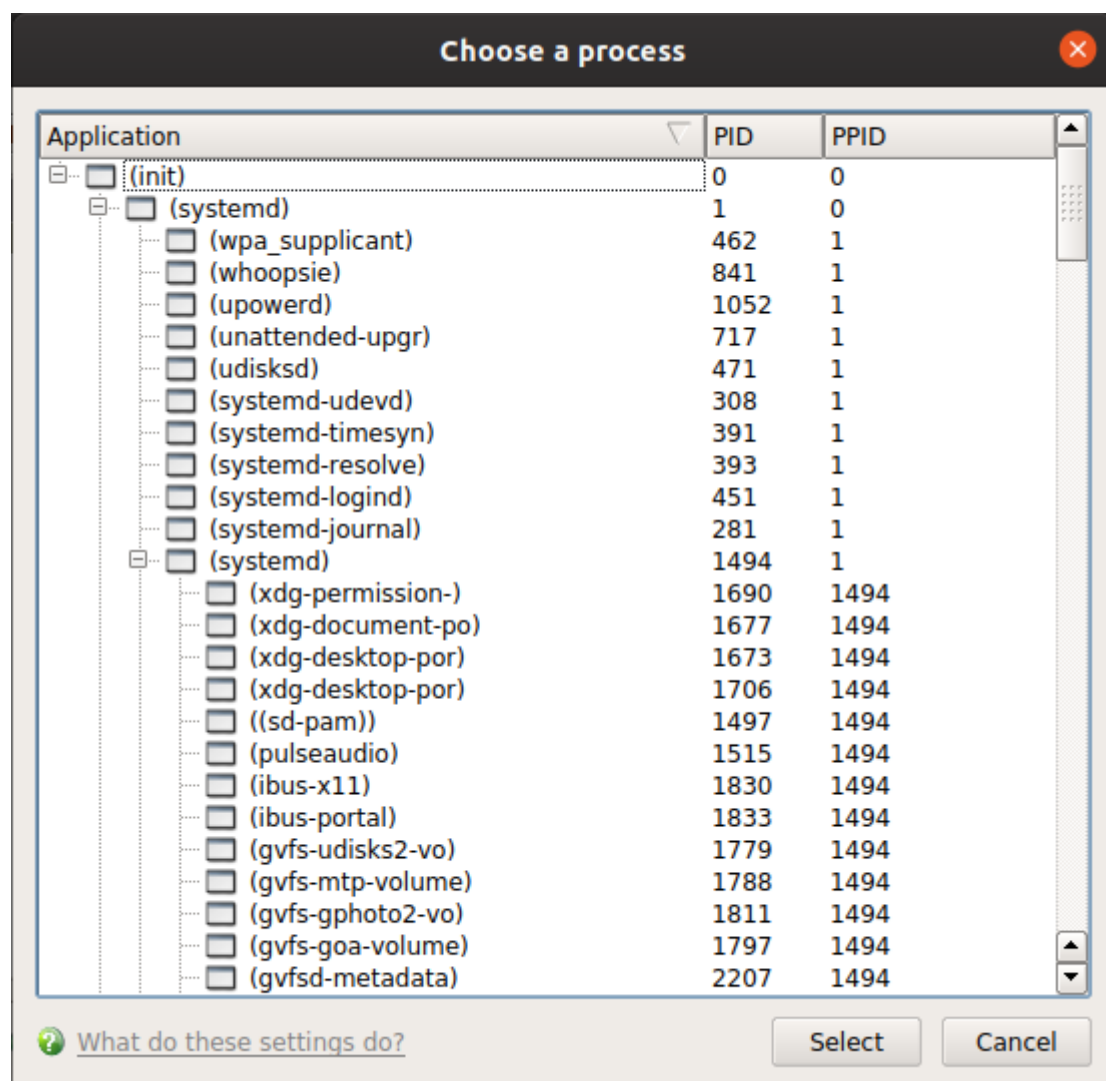 Choose a process
Application PID PPID
(init) 0 0
(systemd) 1 0
(wpa_supplicant) 462 1
(whoopsie) 841 1
(upowerd) 1052 1
(unattended-upgr) 717 1
(udisksd) 471 1
(systemd-udevd) 308 1
(systemd-timesyn) 391 1
(systemd-resolve) 393 1
(systemd-logind) 451 1
(systemd-journal) 281 1
(systemd) 1494 1
(xdg-permission-) 1690 1494
(xdg-document-po) 1677 1494
(xdg-desktop-por) 1673 1494
(xdg-desktop-por) 1706 1494
((sd-pam)) 1497 1494
(pulseaudio) 1515 1494
(ibus-x11) 1830 1494
(ibus-portal) 1833 1494
(gvfs-udisks2-vo) 1779 1494
(gvfs-mtp-volume) 1788 1494
(gvfs-gphoto2-vo) 1811 1494
(gvfs-goa-volume) 1797 1494
(gvfsd-metadata) 2207 1494
What do these settings do? Select Cancel